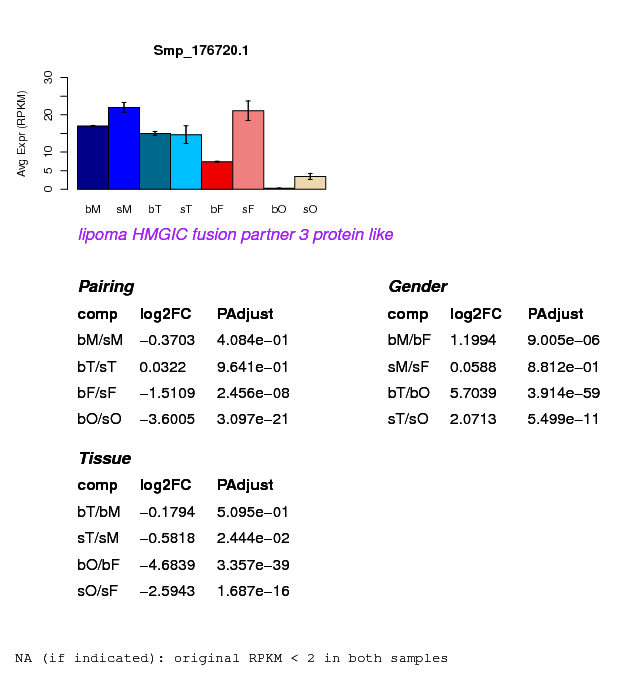 Smp_176720.1
Avg Expr (RPKM)
30
20
10
5
0
bM sM bT sT bF sF bO sO
lipoma HMGIC fusion partner 3 protein like
Pairing
comp log2FC PAdjust
bM/sM −0.3703 4.084e−01
bT/sT 0.0322 9.641e−01
bF/sF −1.5109 2.456e−08
bO/sO −3.6005 3.097e−21
Gender
comp log2FC PAdjust
bM/bF 1.1994 9.005e−06
sM/sF 0.0588 8.812e−01
bT/bO 5.7039 3.914e−59
sT/sO 2.0713 5.499e−11
Tissue
comp log2FC PAdjust
bT/bM −0.1794 5.095e−01
sT/sM −0.5818 2.444e−02
bO/bF −4.6839 3.357e−39
sO/sF −2.5943 1.687e−16
NA (if indicated): original RPKM < 2 in both samples